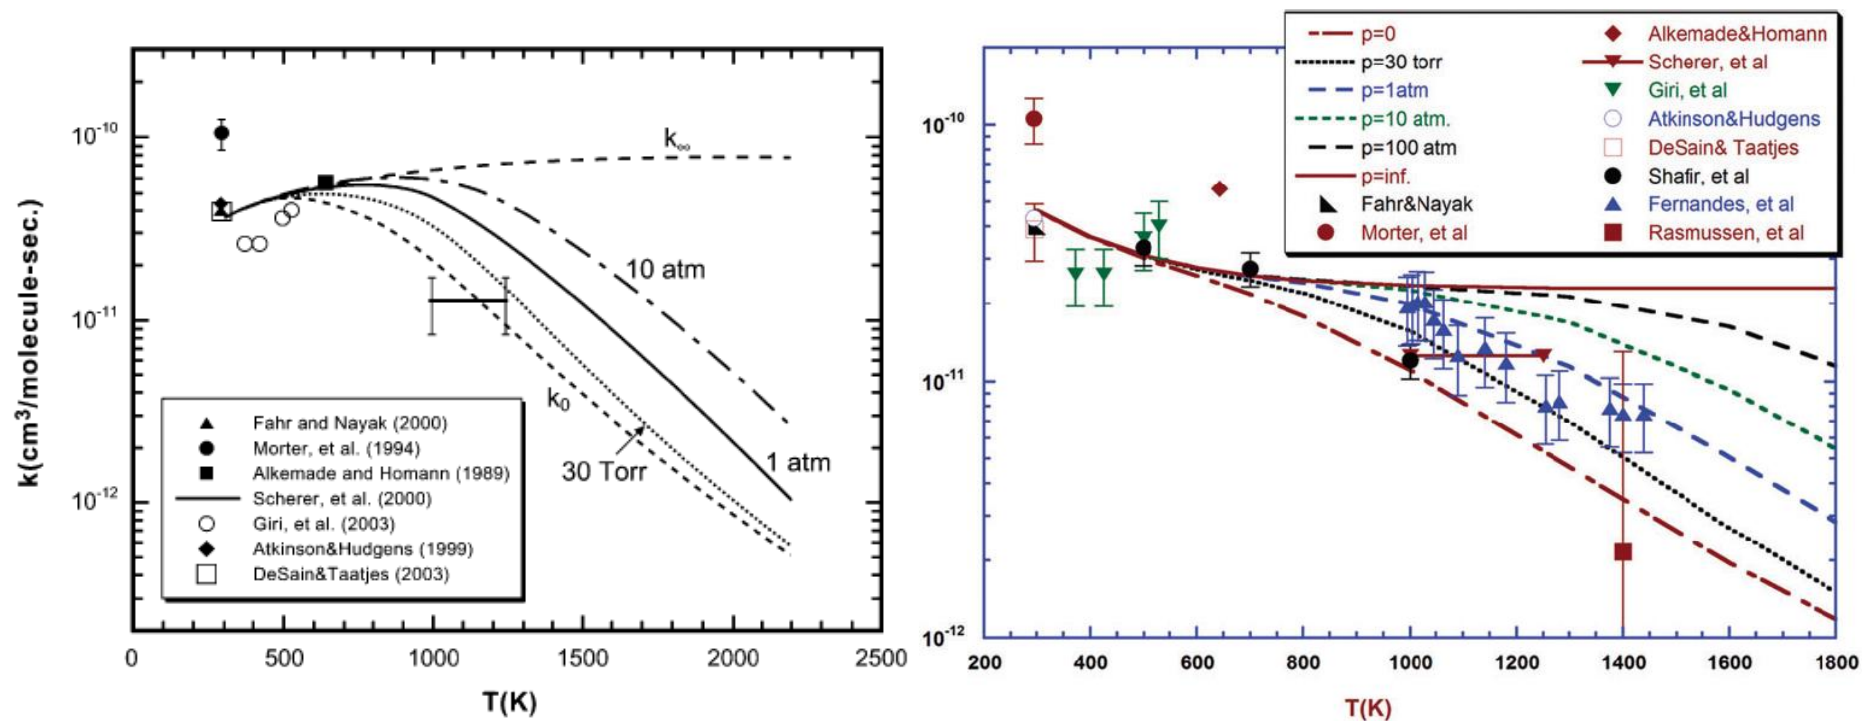 k(cm³/molecule-sec.)
10⁻¹⁰
10⁻¹¹
10⁻¹²
k∞
10 atm
k₀
30 Torr
1 atm
Fahr and Nayak (2000)
Morter, et al. (1994)
Alkemade and Homann (1989)
Scherer, et al. (2000)
Giri, et al. (2003)
Atkinson&Hudgens (1999)
DeSain&Taatjes (2003)
0 500 1000 1500 2000 2500
T(K)
p=0
p=30 torr
p=1atm
p=10 atm.
p=100 atm
p=inf.
Fahr&Nayak
Morter, et al
Alkemade&Homann
Scherer, et al
Giri, et al
Atkinson&Hudgens
DeSain& Taatjes
Shafir, et al
Fernandes, et al
Rasmussen, et al
10⁻¹⁰
10⁻¹¹
10⁻¹²
200 400 600 800 1000 1200 1400 1600 1800
T(K)